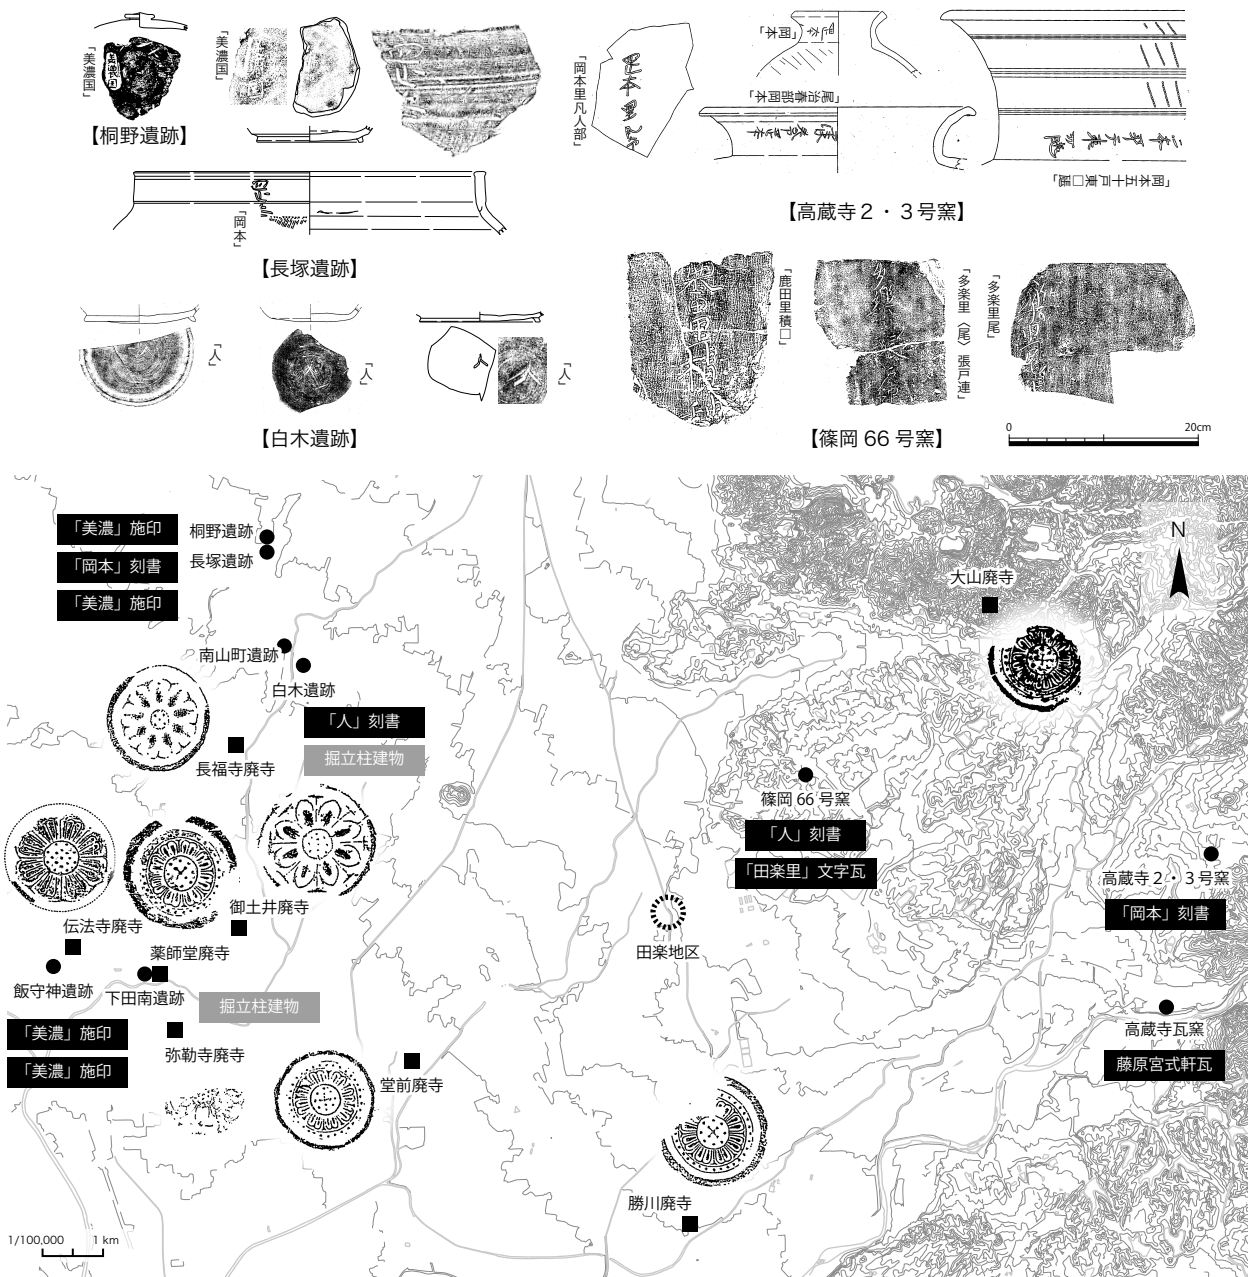 「美濃国」
【桐野遺跡】
「美濃国」
「岡本」
【長塚遺跡】
「岡本里凡人部」
「岡本」
「尾治春部岡本」
「岡本五十戸東□隠」
【高蔵寺２・３号窯】
「人」
「人」
「人」
【白木遺跡】
「鹿田里積□」
「多楽里〈尾〉張戸連」
「多楽里尾」
【篠岡 66 号窯】
0
20cm
「美濃」施印
桐野遺跡
「岡本」刻書
長塚遺跡
「美濃」施印
N
大山廃寺
南山町遺跡
白木遺跡
「人」刻書
掘立柱建物
長福寺廃寺
篠岡 66 号窯
「人」刻書
「田楽里」文字瓦
高蔵寺２・３号窯
「岡本」刻書
御土井廃寺
伝法寺廃寺
薬師堂廃寺
田楽地区
飯守神遺跡
下田南遺跡
掘立柱建物
「美濃」施印
「美濃」施印
弥勒寺廃寺
高蔵寺瓦窯
藤原宮式軒瓦
堂前廃寺
勝川廃寺
1/100,000
1 km